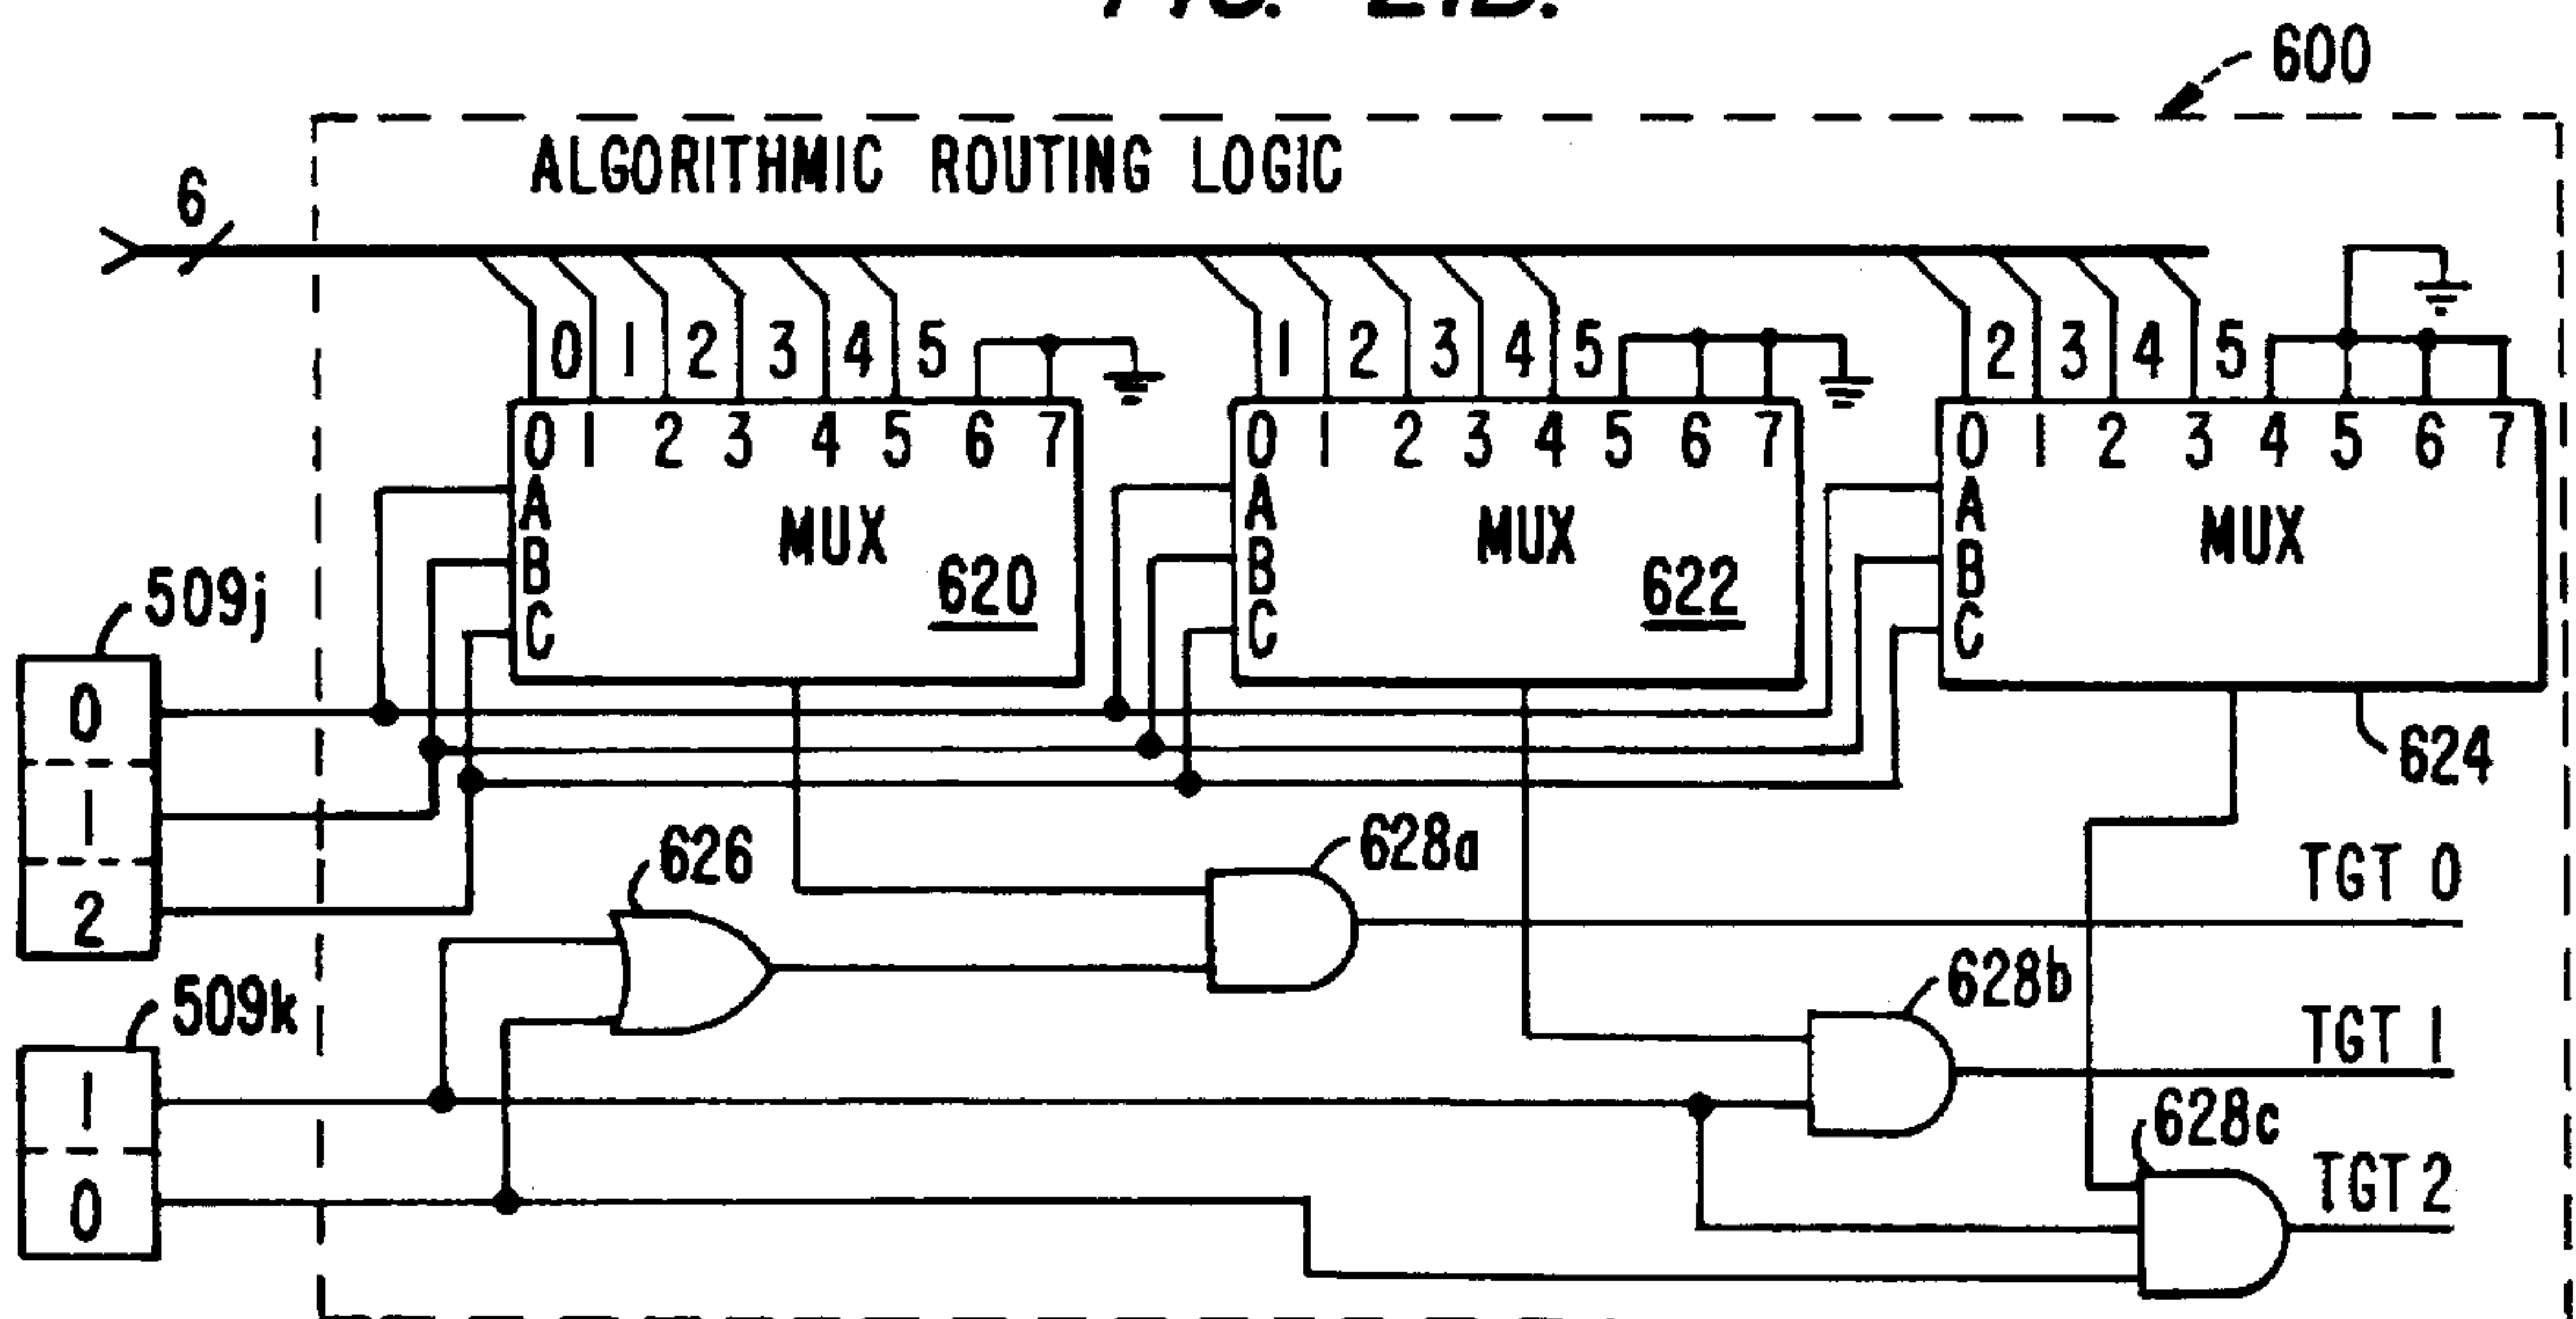 FIG. 21B.
600
ALGORITHMIC ROUTING LOGIC
6
0 1 2 3 4 5
1 2 3 4 5
2 3 4 5
0 1 2 3 4 5 6 7
A
B
C
MUX
620
0 1 2 3 4 5 6 7
A
B
C
MUX
622
0 1 2 3 4 5 6 7
A
B
C
MUX
624
509j
0
1
2
626
628a
TGT 0
509k
1
0
628b
TGT 1
628c
TGT 2